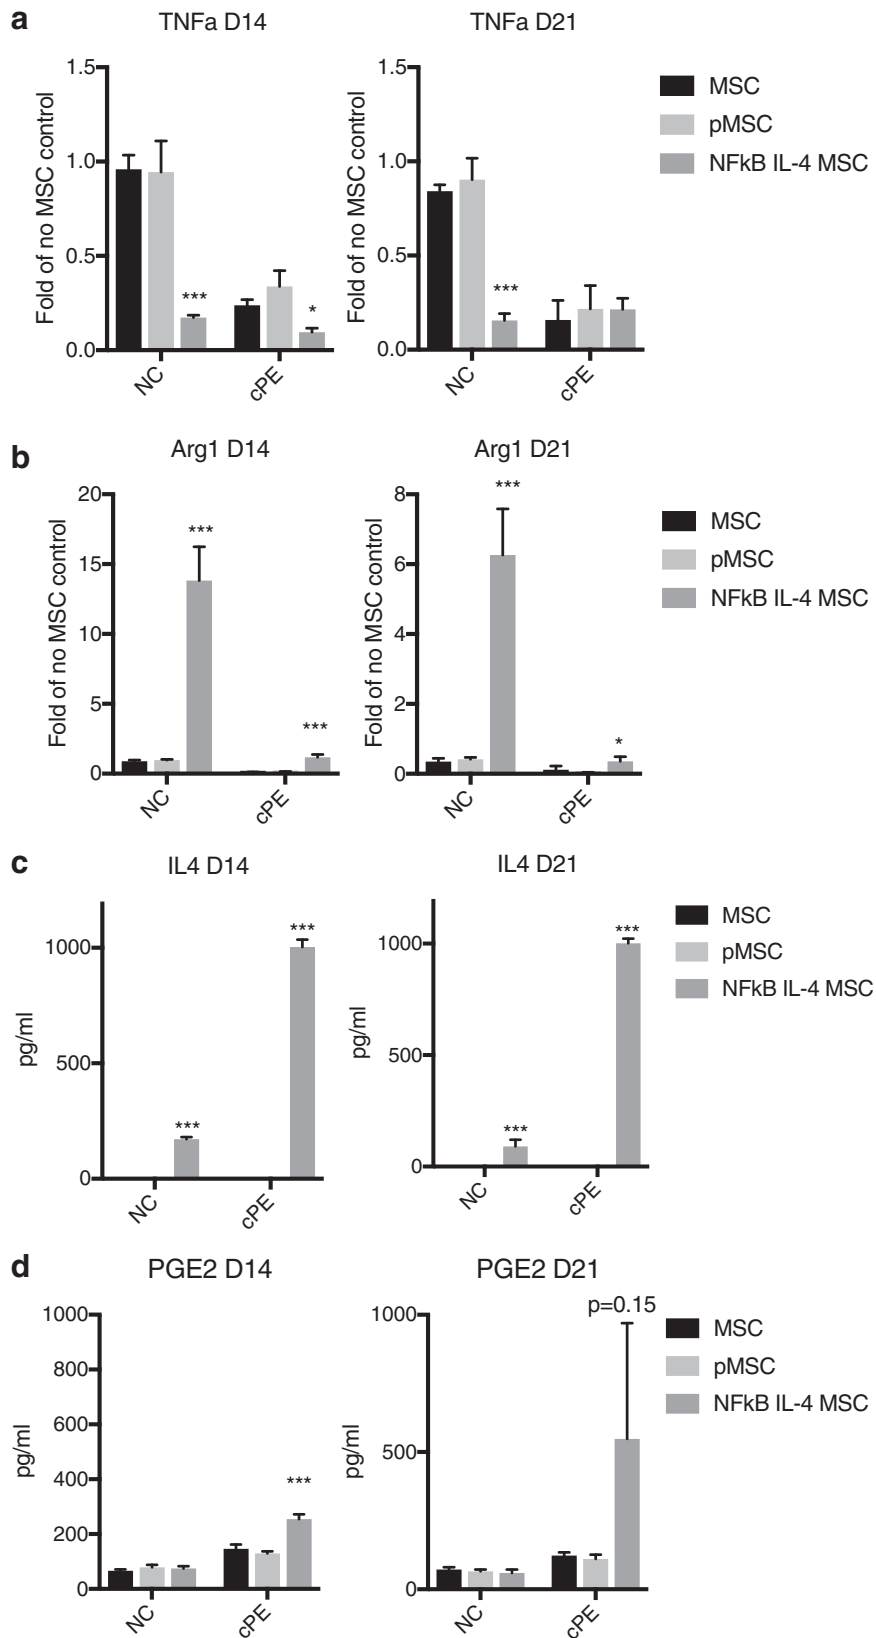 a
TNFa D14
TNFa D21
Fold of no MSC control
1.5
1.0
0.5
0.0
***
*
NC
cPE
Fold of no MSC control
1.5
1.0
0.5
0.0
***
NC
cPE
MSC
pMSC
NFkB IL-4 MSC
b
Arg1 D14
Arg1 D21
Fold of no MSC control
20
15
10
5
0
***
***
NC
cPE
Fold of no MSC control
8
6
4
2
0
***
*
NC
cPE
MSC
pMSC
NFkB IL-4 MSC
c
IL4 D14
IL4 D21
pg/ml
1000
500
0
***
***
NC
cPE
pg/ml
1000
500
0
***
***
NC
cPE
MSC
pMSC
NFkB IL-4 MSC
d
PGE2 D14
PGE2 D21
pg/ml
1000
800
600
400
200
0
***
NC
cPE
pg/ml
1000
500
0
p=0.15
NC
cPE
MSC
pMSC
NFkB IL-4 MSC